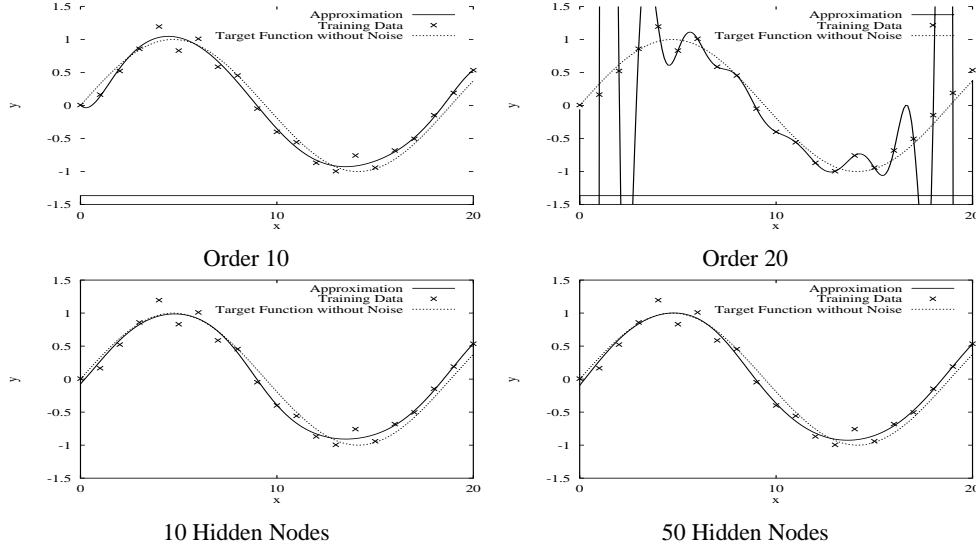 1.5
1
0.5
0
-0.5
-1
-1.5
y
0
10
20
x
Approximation
Training Data
Target Function without Noise
Order 10
1.5
1
0.5
0
-0.5
-1
-1.5
y
0
10
20
x
Approximation
Training Data
Target Function without Noise
Order 20
1.5
1
0.5
0
-0.5
-1
-1.5
y
0
10
20
x
Approximation
Training Data
Target Function without Noise
10 Hidden Nodes
1.5
1
0.5
0
-0.5
-1
-1.5
y
0
10
20
x
Approximation
Training Data
Target Function without Noise
50 Hidden Nodes